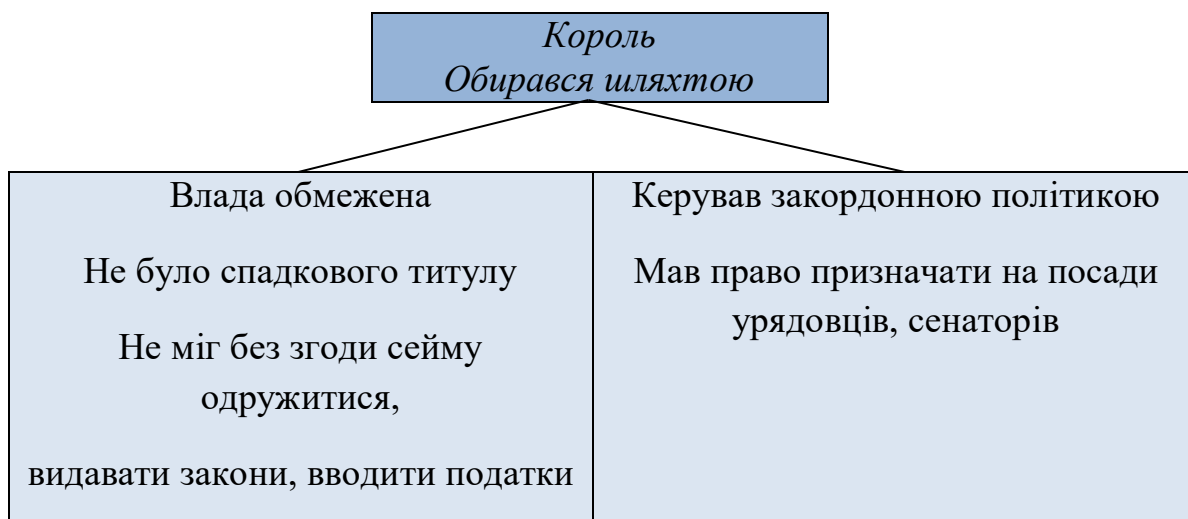 Король
Обирався шляхтою
Влада обмежена
Не було спадкового титулу
Не міг без згоди сейму
одружитися,
видавати закони, вводити податки
Керував закордонною політикою
Мав право призначати на посади
урядовців, сенаторів